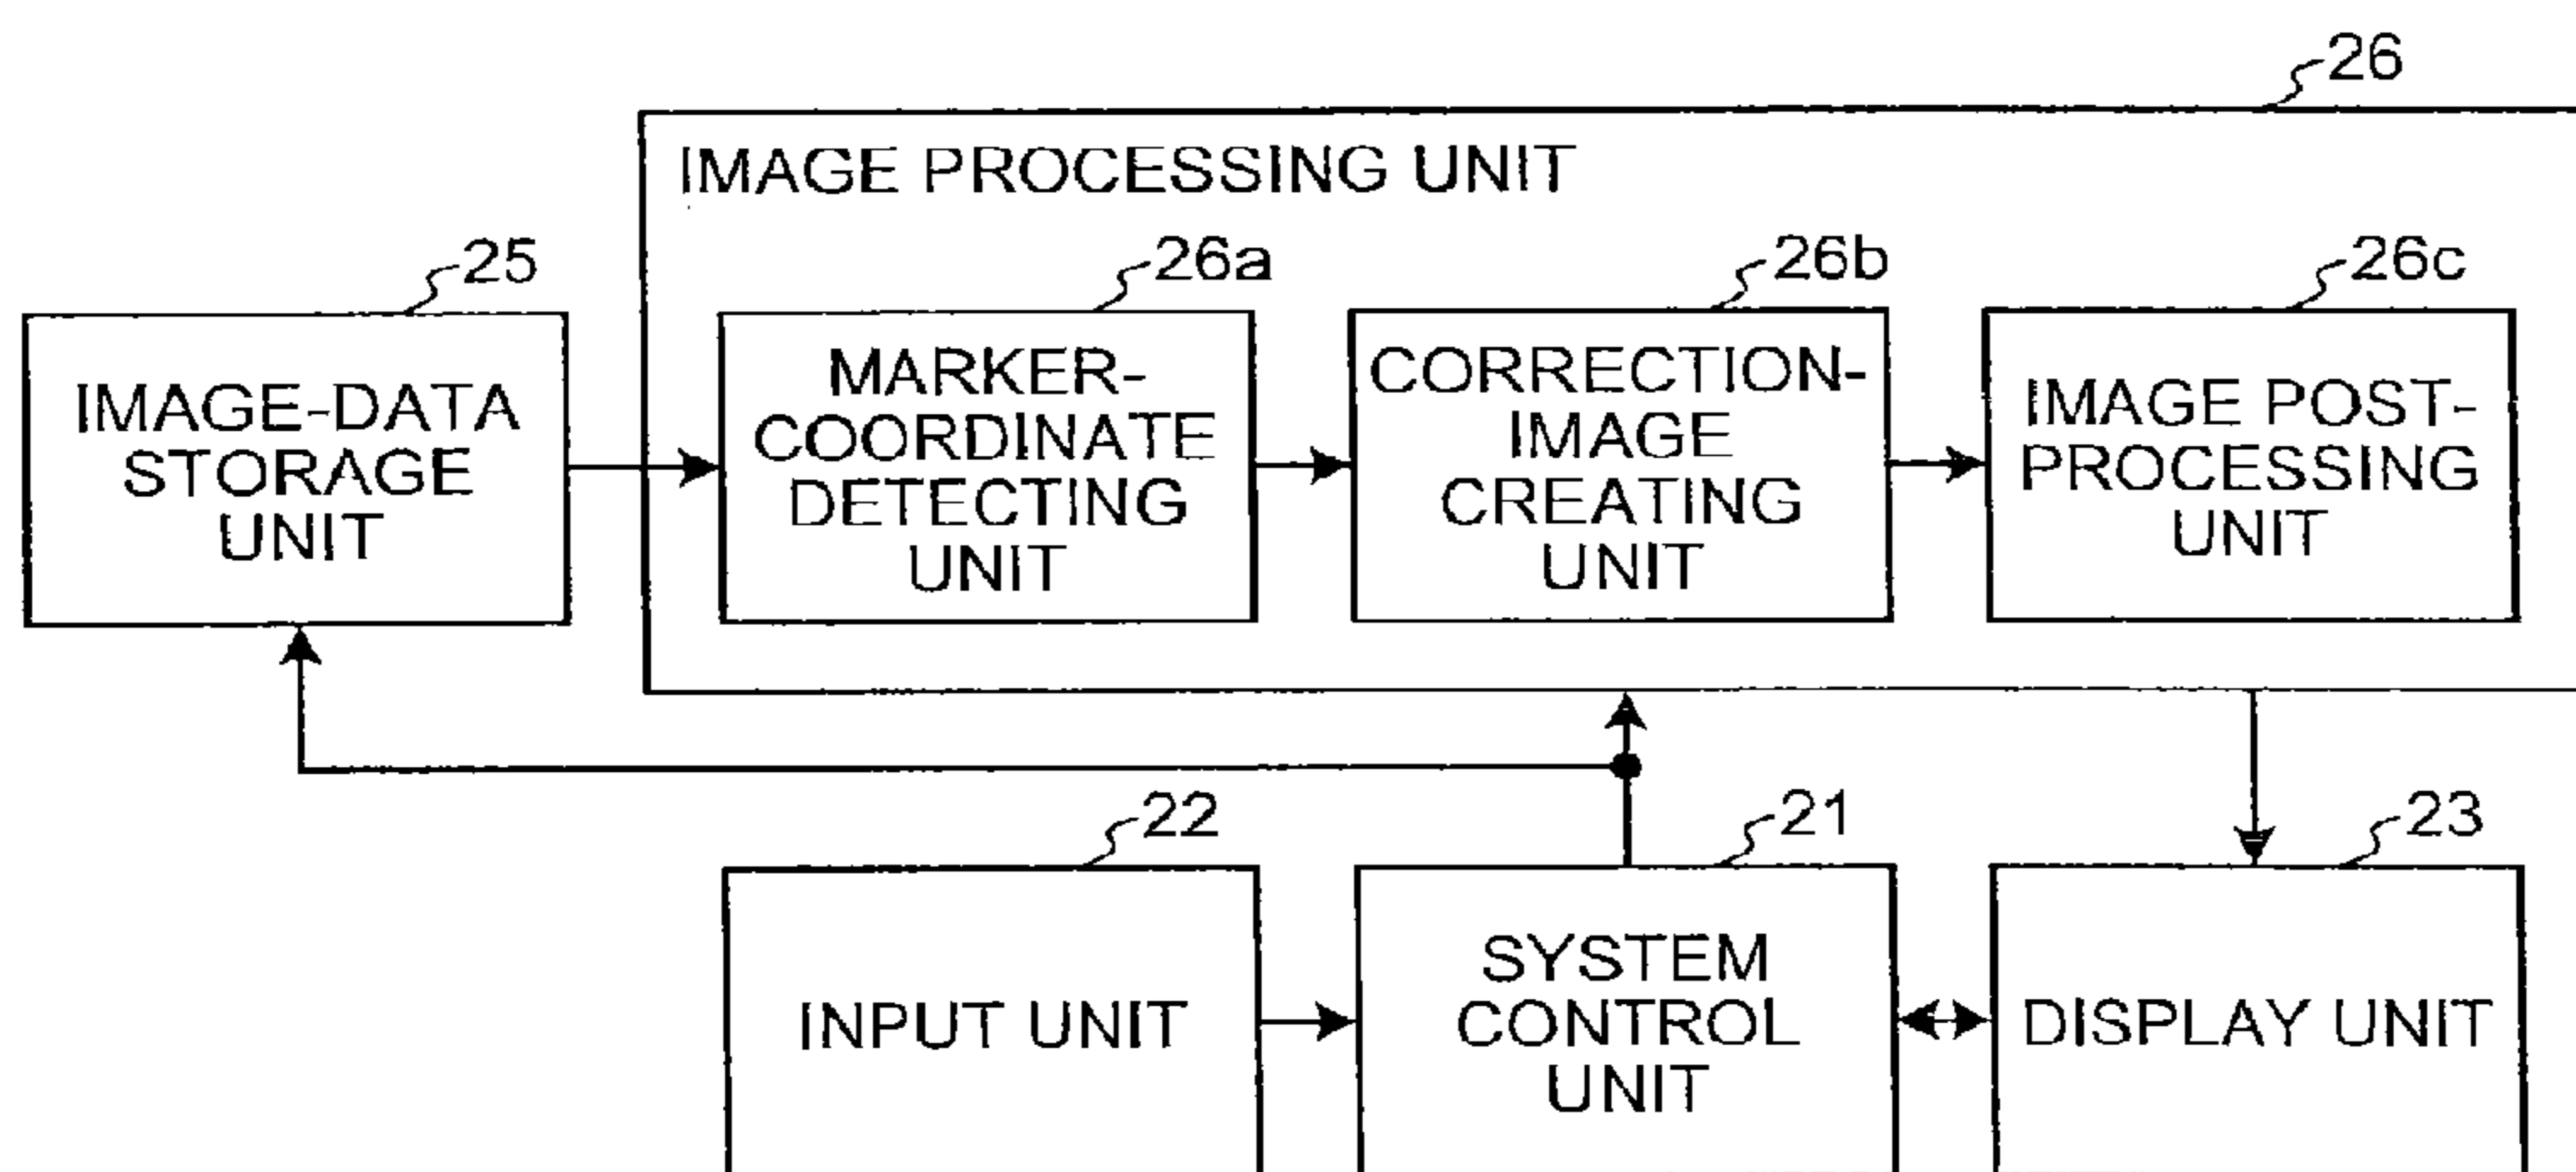 26
IMAGE PROCESSING UNIT
25
26a
26b
26c
IMAGE-DATA
STORAGE
UNIT
MARKER-
COORDINATE
DETECTING
UNIT
CORRECTION-
IMAGE
CREATING
UNIT
IMAGE POST-
PROCESSING
UNIT
22
21
23
INPUT UNIT
SYSTEM
CONTROL
UNIT
DISPLAY UNIT